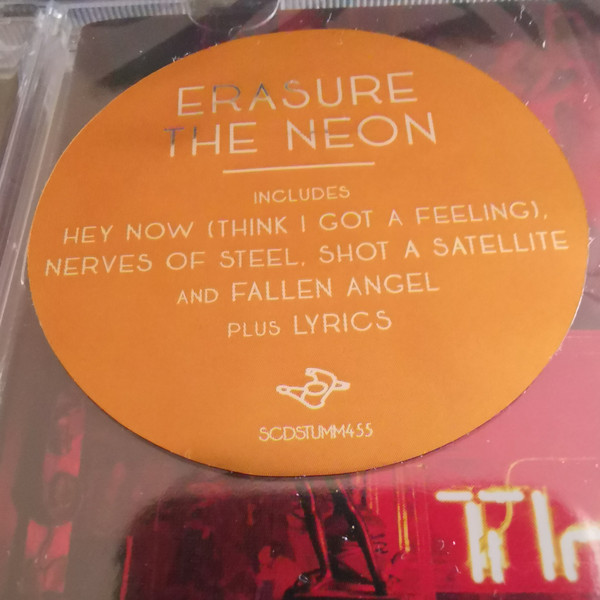 ERASURE
THE NEON
INCLUDES
HEY NOW (THINK I GOT A FEELING),
NERVES OF STEEL, SHOT A SATELLITE
AND FALLEN ANGEL
PLUS LYRICS
SCDSTUMM455